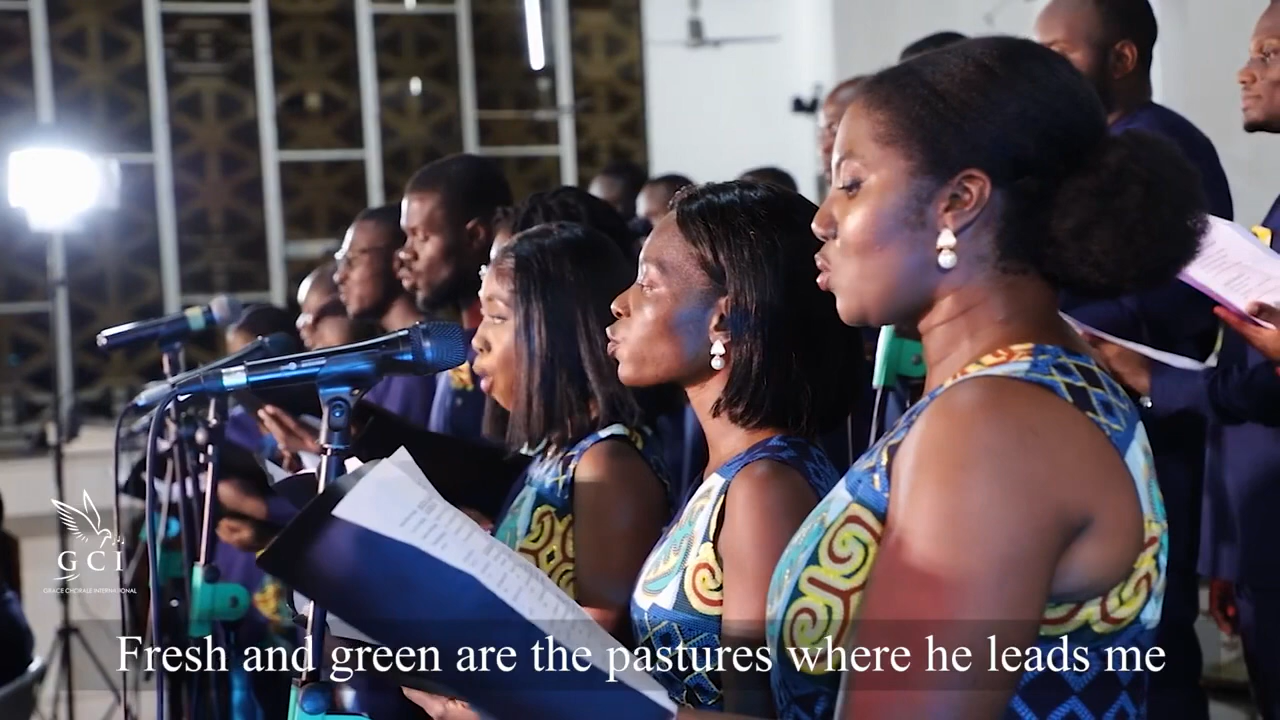 GCI
GRACE CHORALE INTERNATIONAL
Fresh and green are the pastures where he leads me